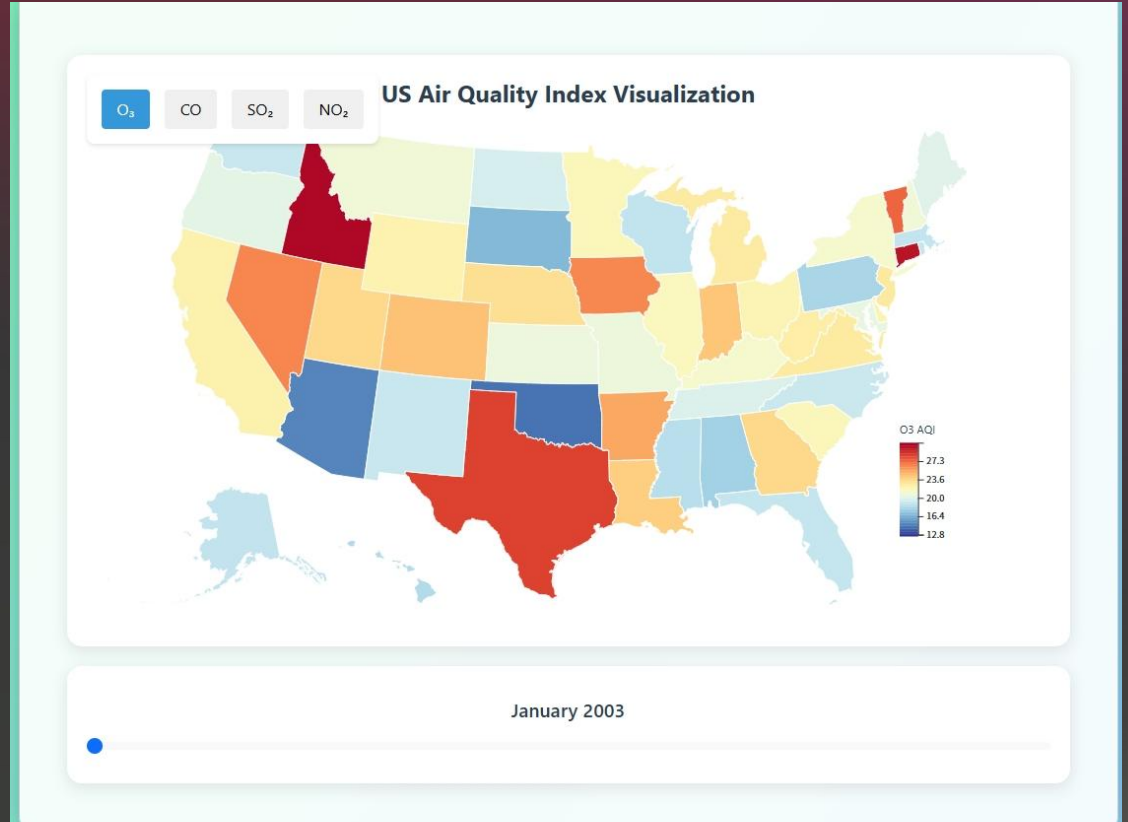 O₃ CO SO₂ NO₂
US Air Quality Index Visualization
O3 AQI
27.3
23.6
20.0
16.4
12.8
January 2003